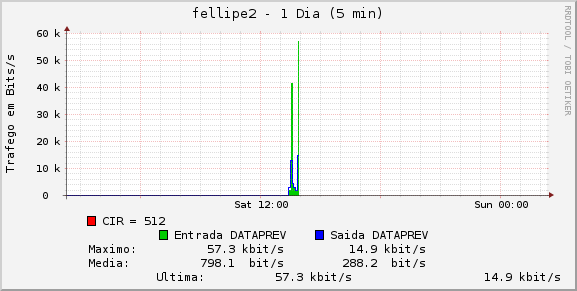 fellipe2 - 1 Dia (5 min)
RRDTOOL / TOBI OETIKER
Trafego em Bits/s
60 k
50 k
40 k
30 k
20 k
10 k
0
Sat 12:00 Sun 00:00
CIR = 512
Entrada DATAPREV Saida DATAPREV
Maximo: 57.3 kbit/s 14.9 kbit/s
Media: 798.1 bit/s 288.2 bit/s
Ultima: 57.3 kbit/s 14.9 kbit/s